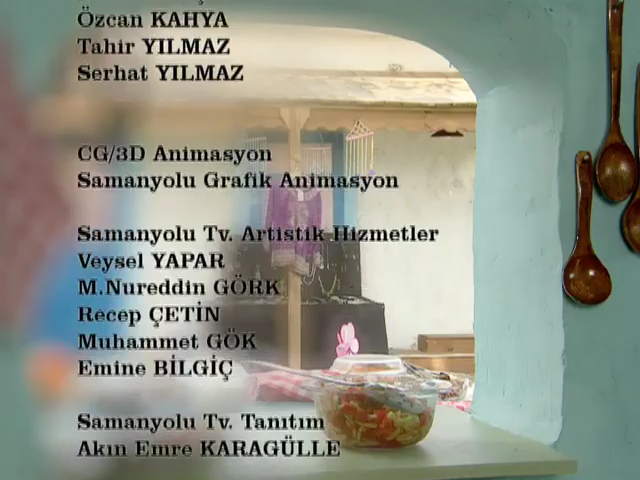 Özcan KAHYA
Tahir YILMAZ
Serhat YILMAZ
CG/3D Animasyon
Samanyolu Grafik Animasyon
Samanyolu Tv. Artistik Hizmetler
Veysel YAPAR
M.Nureddin GÖRK
Recep ÇETİN
Muhammet GÖK
Emine BİLGİÇ
Samanyolu Tv. Tanıtım
Akın Emre KARAGÜLLE